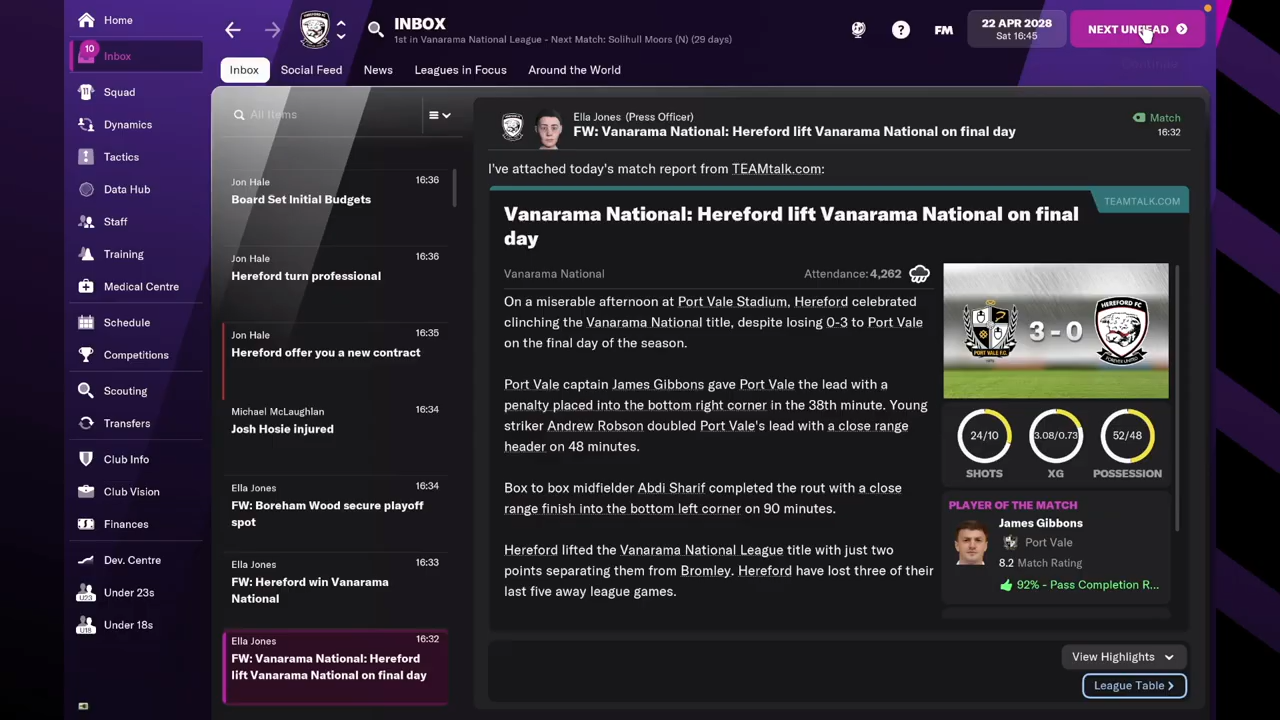 Home
10
Inbox
Squad
Dynamics
Tactics
Data Hub
Staff
Training
Medical Centre
Schedule
Competitions
Scouting
Transfers
Club Info
Club Vision
Finances
Dev. Centre
Under 23s
Under 18s
INBOX
1st in Vanarama National League - Next Match: Solihull Moors (N) (29 days)
?
FM
22 APR 2028
Sat 16:45
NEXT UNREAD
Inbox
Social Feed
News
Leagues in Focus
Around the World
All Items
Jon Hale 16:36
Board Set Initial Budgets
Jon Hale 16:36
Hereford turn professional
Jon Hale 16:35
Hereford offer you a new contract
Michael McLaughlan 16:34
Josh Hosie injured
Ella Jones 16:34
FW: Boreham Wood secure playoff
spot
Ella Jones 16:33
FW: Hereford win Vanarama
National
Ella Jones 16:32
FW: Vanarama National: Hereford
lift Vanarama National on final day
Ella Jones (Press Officer)
FW: Vanarama National: Hereford lift Vanarama National on final day
Match
16:32
I've attached today's match report from TEAMtalk.com:
TEAMTALK.COM
Vanarama National: Hereford lift Vanarama National on final
day
Vanarama National
Attendance: 4,262
On a miserable afternoon at Port Vale Stadium, Hereford celebrated
clinching the Vanarama National title, despite losing 0-3 to Port Vale
on the final day of the season.
Port Vale captain James Gibbons gave Port Vale the lead with a
penalty placed into the bottom right corner in the 38th minute. Young
striker Andrew Robson doubled Port Vale's lead with a close range
header on 48 minutes.
Box to box midfielder Abdi Sharif completed the rout with a close
range finish into the bottom left corner on 90 minutes.
Hereford lifted the Vanarama National League title with just two
points separating them from Bromley. Hereford have lost three of their
last five away league games.
PORT VALE F.C.
3 - 0
HEREFORD FC
FOREVER UNITED
24/10
SHOTS
3.08/0.73
XG
52/48
POSSESSION
PLAYER OF THE MATCH
James Gibbons
Port Vale
8.2 Match Rating
92% - Pass Completion R...
View Highlights
League Table